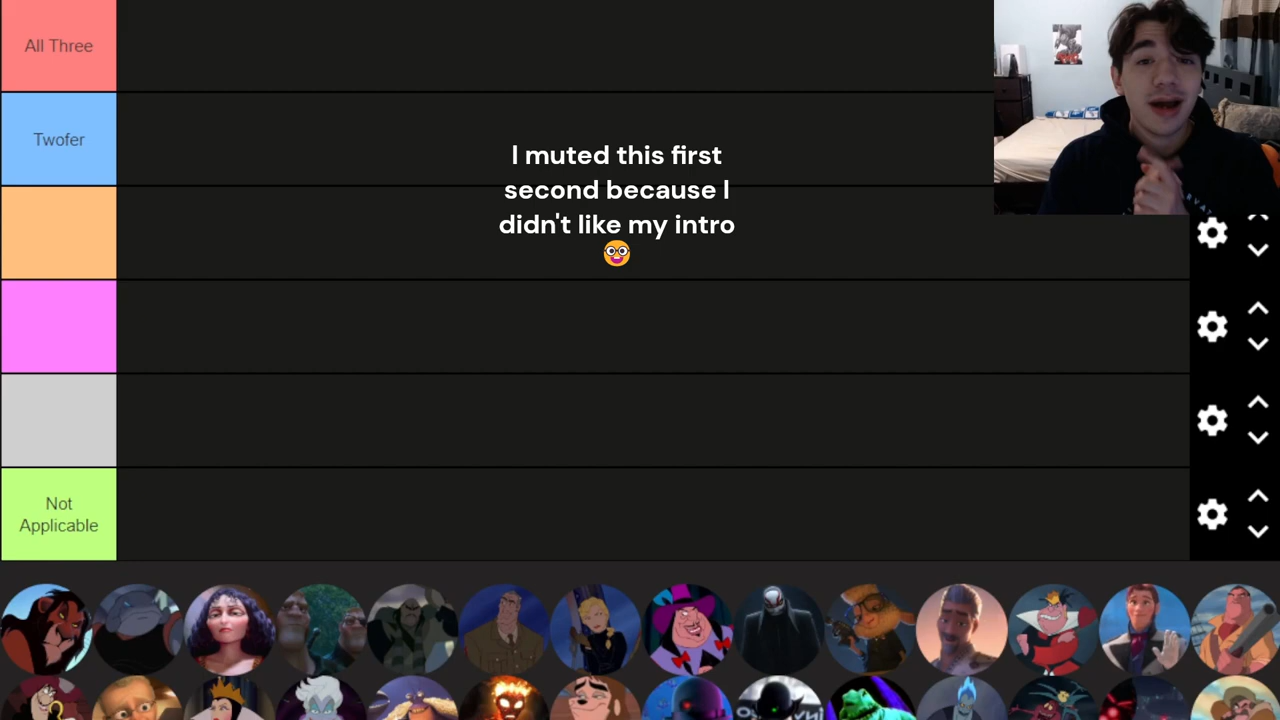 All Three
Twofer
I muted this first
second because I
didn't like my intro
🤓
Not
Applicable